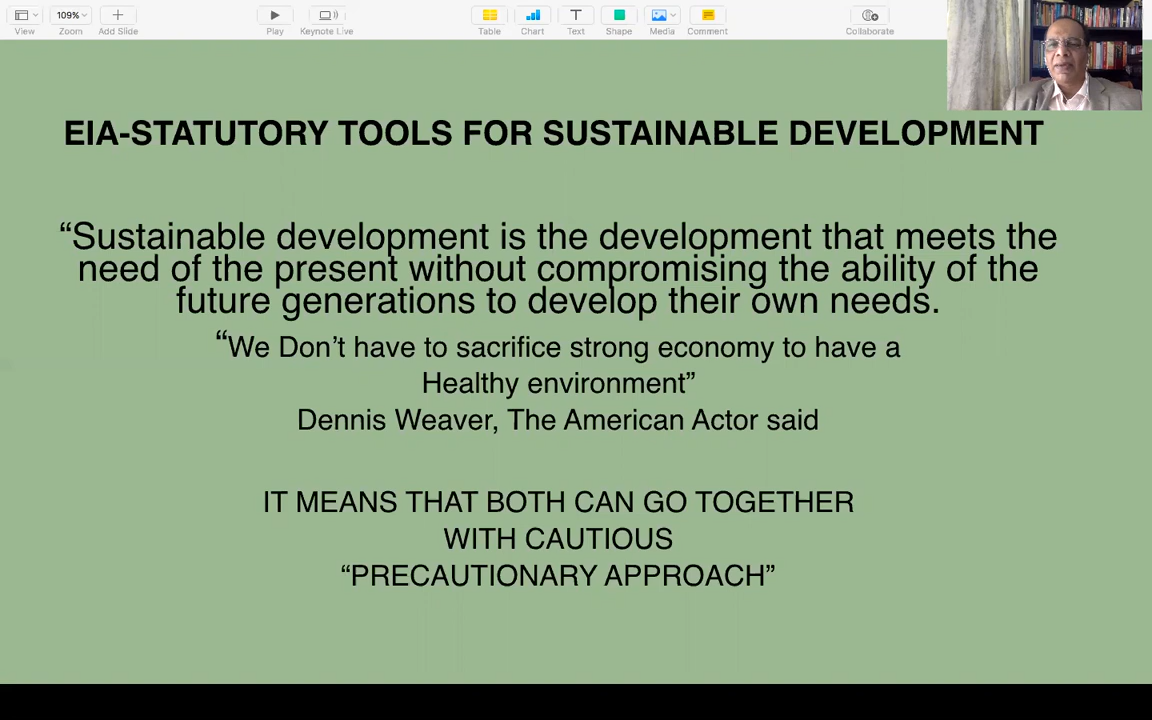 109%
View
Zoom
Add Slide
Play
Keynote Live
Table
Chart
Text
Shape
Media
Comment
Collaborate
EIA-STATUTORY TOOLS FOR SUSTAINABLE DEVELOPMENT
“Sustainable development is the development that meets the
need of the present without compromising the ability of the
future generations to develop their own needs.
“We Don’t have to sacrifice strong economy to have a
Healthy environment”
Dennis Weaver, The American Actor said
IT MEANS THAT BOTH CAN GO TOGETHER
WITH CAUTIOUS
“PRECAUTIONARY APPROACH”